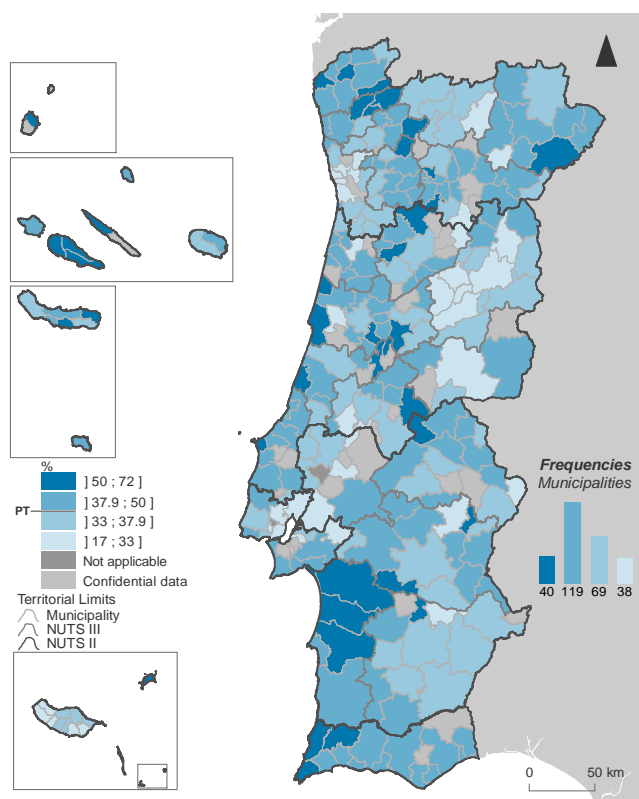 %
] 50 ; 72 ]
] 37.9 ; 50 ]
PT
] 33 ; 37.9 ]
] 17 ; 33 ]
Not applicable
Confidential data
Territorial Limits
Municipality
NUTS III
NUTS II
Frequencies
Municipalities
40 119 69 38
0 50 km